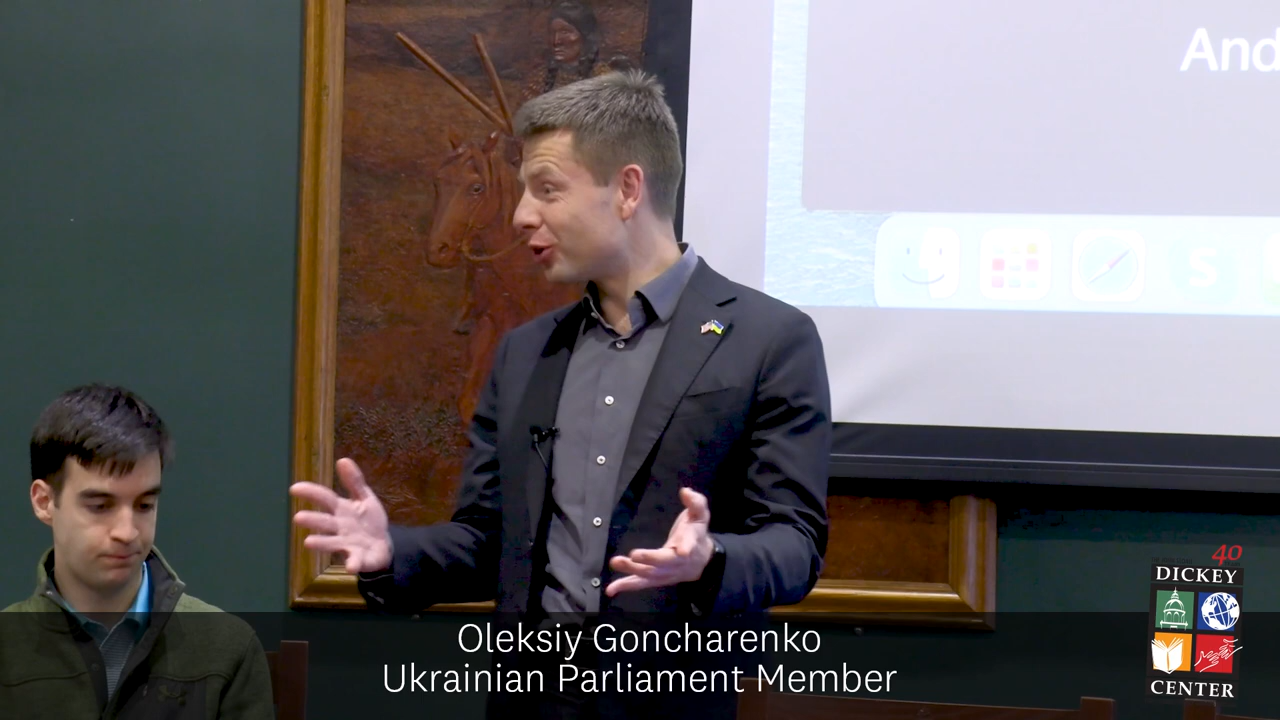 And
S
40
DICKEY
CENTER
Oleksiy Goncharenko
Ukrainian Parliament Member